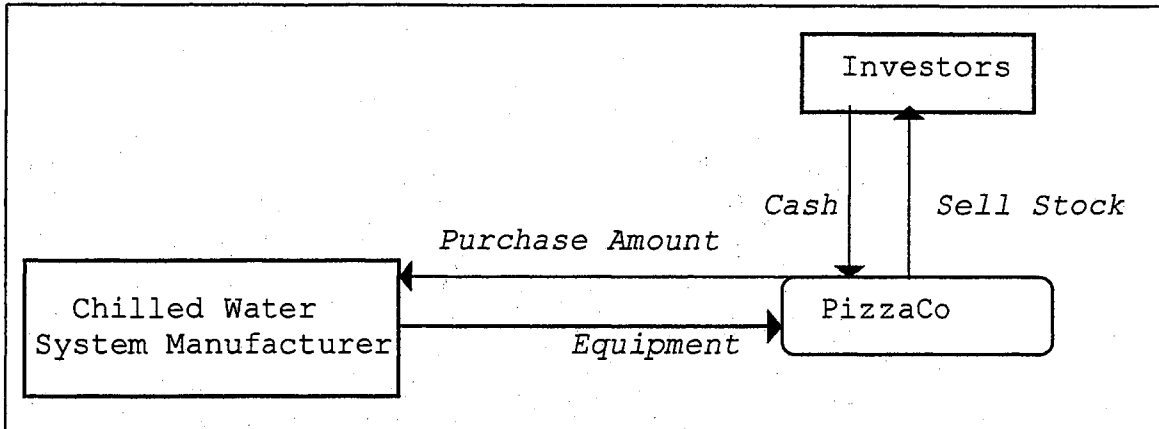 Investors
Cash
Sell Stock
Purchase Amount
Chilled Water
System Manufacturer
PizzaCo
Equipment